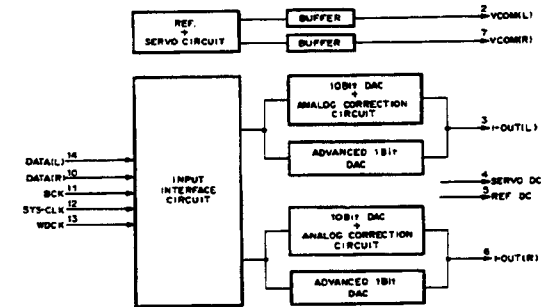 REF.
+
SERVO CIRCUIT
BUFFER
BUFFER
2
VCOM(L)
7
VCOM(R)
10Bit DAC
+
ANALOG CORRECTION
CIRCUIT
ADVANCED 1Bit
DAC
3
I-OUT(L)
INPUT
INTERFACE
CIRCUIT
DATA(L) 14
DATA(R) 10
BCK 11
SYS-CLK 12
WDCK 13
4
SERVO DC
5
REF DC
10Bit DAC
+
ANALOG CORRECTION
CIRCUIT
ADVANCED 1Bit
DAC
6
I-OUT(R)